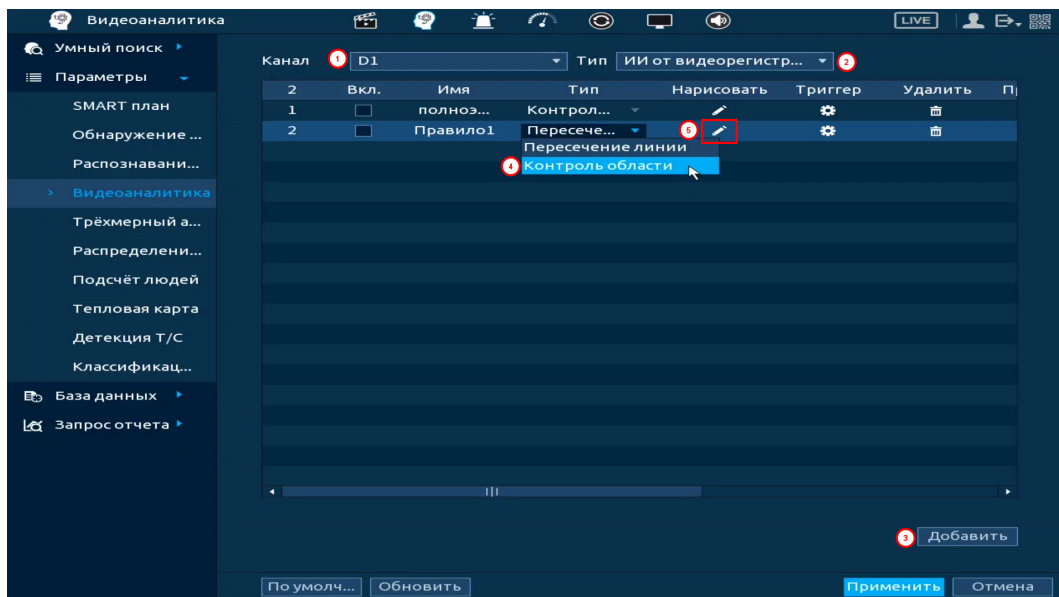 Видеоаналитика LIVE
Умный поиск
Параметры
SMART план
Обнаружение ...
Распознавани...
Видеоаналитика
Трёхмерный а...
Распределени...
Подсчёт людей
Тепловая карта
Детекция Т/С
Классификац...
База данных
Запрос отчета
Канал 1 D1 Тип ИИ от видеорегистр... 2
2 Вкл. Имя Тип Нарисовать Триггер Удалить
1 полноэ... Контрол...
2 Правило1 Пересече... 5
Пересечение линии
4 Контроль области
3 Добавить
По умолч... Обновить Применить Отмена